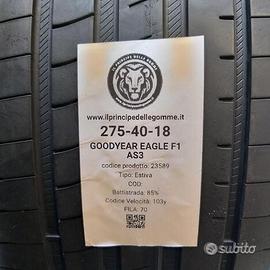 IL PRINCIPE DELLE GOMME
www.ilprincipedellegomme.it
275-40-18
GOODYEAR EAGLE F1
AS3
codice prodotto: 23589
Tipo: Estiva
COD:
Battistrada: 85%
Codice Velocità: 103y
FILA: 70
subito